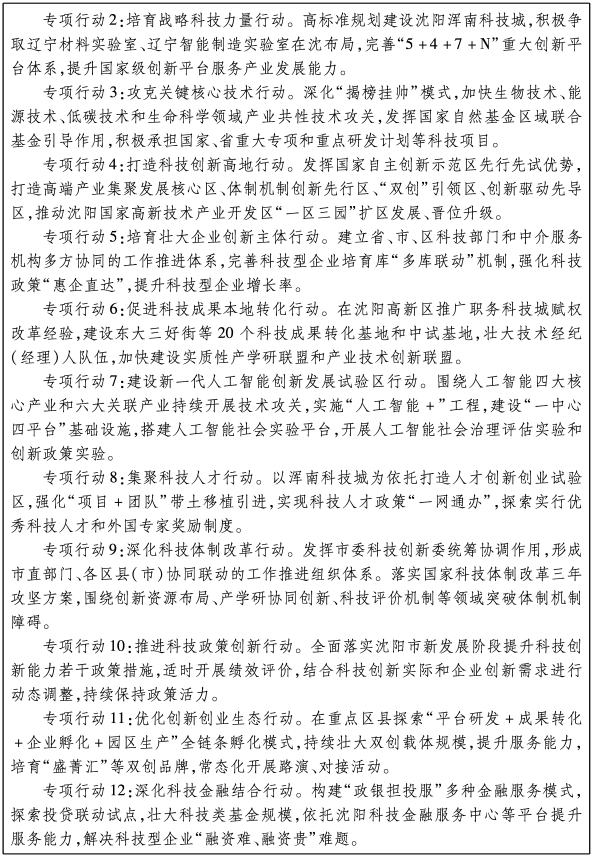 专项行动2:培育战略科技力量行动。高标准规划建设沈阳浑南科技城,积极争
取辽宁材料实验室、辽宁智能制造实验室在沈布局,完善“5+4+7+N”重大创新平
台体系,提升国家级创新平台服务产业发展能力。
专项行动3:攻克关键核心技术行动。深化“揭榜挂帅”模式,加快生物技术、能
源技术、低碳技术和生命科学领域产业共性技术攻关,发挥国家自然基金区域联合
基金引导作用,积极承担国家、省重大专项和重点研发计划等科技项目。
专项行动4:打造科技创新高地行动。发挥国家自主创新示范区先行先试优势,
打造高端产业集聚发展核心区、体制机制创新先行区、“双创”引领区、创新驱动先导
区,推动沈阳国家高新技术产业开发区“一区三园”扩区发展、晋位升级。
专项行动5:培育壮大企业创新主体行动。建立省、市、区科技部门和中介服务
机构多方协同的工作推进体系,完善科技型企业培育库“多库联动”机制,强化科技
政策“惠企直达”,提升科技型企业增长率。
专项行动6:促进科技成果本地转化行动。在沈阳高新区推广职务科技城赋权
改革经验,建设东大三好街等20个科技成果转化基地和中试基地,壮大技术经纪
(经理)人队伍,加快建设实质性产学研联盟和产业技术创新联盟。
专项行动7:建设新一代人工智能创新发展试验区行动。围绕人工智能四大核
心产业和六大关联产业持续开展技术攻关,实施“人工智能+”工程,建设“一中心
四平台”基础设施,搭建人工智能社会实验平台,开展人工智能社会治理评估实验和
创新政策实验。
专项行动8:集聚科技人才行动。以浑南科技城为依托打造人才创新创业试验
区,强化“项目+团队”带土移植引进,实现科技人才政策“一网通办”,探索实行优
秀科技人才和外国专家奖励制度。
专项行动9:深化科技体制改革行动。发挥市委科技创新委统筹协调作用,形成
市直部门、各区县(市)协同联动的工作推进组织体系。落实国家科技体制改革三年
攻坚方案,围绕创新资源布局、产学研协同创新、科技评价机制等领域突破体制机制
障碍。
专项行动10:推进科技政策创新行动。全面落实沈阳市新发展阶段提升科技创
新能力若干政策措施,适时开展绩效评价,结合科技创新实际和企业创新需求进行
动态调整,持续保持政策活力。
专项行动11:优化创新创业生态行动。在重点区县探索“平台研发+成果转化
+企业孵化+园区生产”全链条孵化模式,持续壮大双创载体规模,提升服务能力,
培育“盛菁汇”等双创品牌,常态化开展路演、对接活动。
专项行动12:深化科技金融结合行动。构建“政银担投服”多种金融服务模式,
探索投贷联动试点,壮大科技类基金规模,依托沈阳科技金融服务中心等平台提升
服务能力,解决科技型企业“融资难、融资贵”难题。